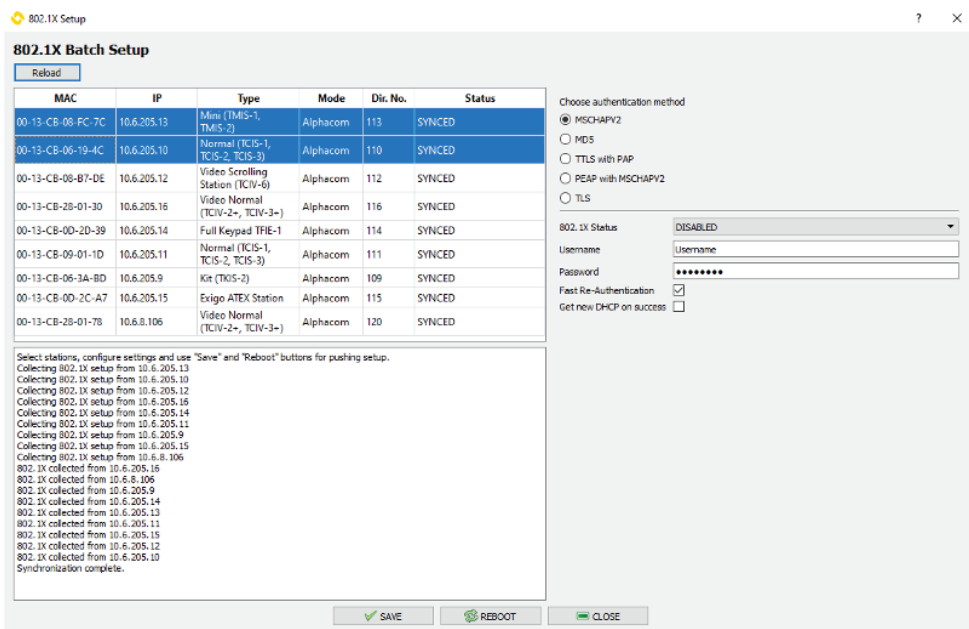 802.1X Setup
? ×
802.1X Batch Setup
Reload
MAC IP Type Mode Dir. No. Status
00-13-CB-08-FC-7C 10.6.205.13 Mini (TMIS-1, TMIS-2) Alphacom 113 SYNCED
00-13-CB-06-19-4C 10.6.205.10 Normal (TCIS-1, TCIS-2, TCIS-3) Alphacom 110 SYNCED
00-13-CB-08-B7-DE 10.6.205.12 Video Scrolling Station (TCIV-6) Alphacom 112 SYNCED
00-13-CB-28-01-30 10.6.205.16 Video Normal (TCIV-2+, TCIV-3+) Alphacom 116 SYNCED
00-13-CB-0D-2D-39 10.6.205.14 Full Keypad TFIE-1 Alphacom 114 SYNCED
00-13-CB-09-01-1D 10.6.205.11 Normal (TCIS-1, TCIS-2, TCIS-3) Alphacom 111 SYNCED
00-13-CB-06-3A-BD 10.6.205.9 Kit (TKIS-2) Alphacom 109 SYNCED
00-13-CB-0D-2C-A7 10.6.205.15 Exigo ATEX Station Alphacom 115 SYNCED
00-13-CB-28-01-78 10.6.8.106 Video Normal (TCIV-2+, TCIV-3+) Alphacom 120 SYNCED
Choose authentication method
MSCHAPV2
MD5
TTLS with PAP
PEAP with MSCHAPV2
TLS
802.1X Status DISABLED
Username Username
Password ••••••••
Fast Re-Authentication
Get new DHCP on success
Select stations, configure settings and use "Save" and "Reboot" buttons for pushing setup.
Collecting 802.1X setup from 10.6.205.13
Collecting 802.1X setup from 10.6.205.10
Collecting 802.1X setup from 10.6.205.12
Collecting 802.1X setup from 10.6.205.16
Collecting 802.1X setup from 10.6.205.14
Collecting 802.1X setup from 10.6.205.11
Collecting 802.1X setup from 10.6.205.9
Collecting 802.1X setup from 10.6.205.15
Collecting 802.1X setup from 10.6.8.106
802.1X collected from 10.6.205.16
802.1X collected from 10.6.8.106
802.1X collected from 10.6.205.9
802.1X collected from 10.6.205.14
802.1X collected from 10.6.205.13
802.1X collected from 10.6.205.11
802.1X collected from 10.6.205.15
802.1X collected from 10.6.205.12
802.1X collected from 10.6.205.10
Synchronization complete.
SAVE REBOOT CLOSE